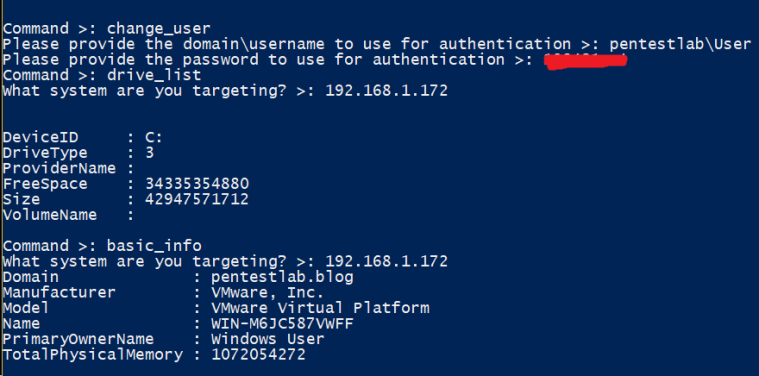 Command >: change_user
Please provide the domain\username to use for authentication >: pentestlab\User
Please provide the password to use for authentication >:
Command >: drive_list
What system are you targeting? >: 192.168.1.172
DeviceID     : C:
DriveType    : 3
ProviderName :
FreeSpace    : 34335354880
Size         : 42947571712
VolumeName   :
Command >: basic_info
What system are you targeting? >: 192.168.1.172
Domain              : pentestlab.blog
Manufacturer        : VMware, Inc.
Model               : VMware Virtual Platform
Name                : WIN-M6JC587VWFF
PrimaryOwnerName    : Windows User
TotalPhysicalMemory : 1072054272